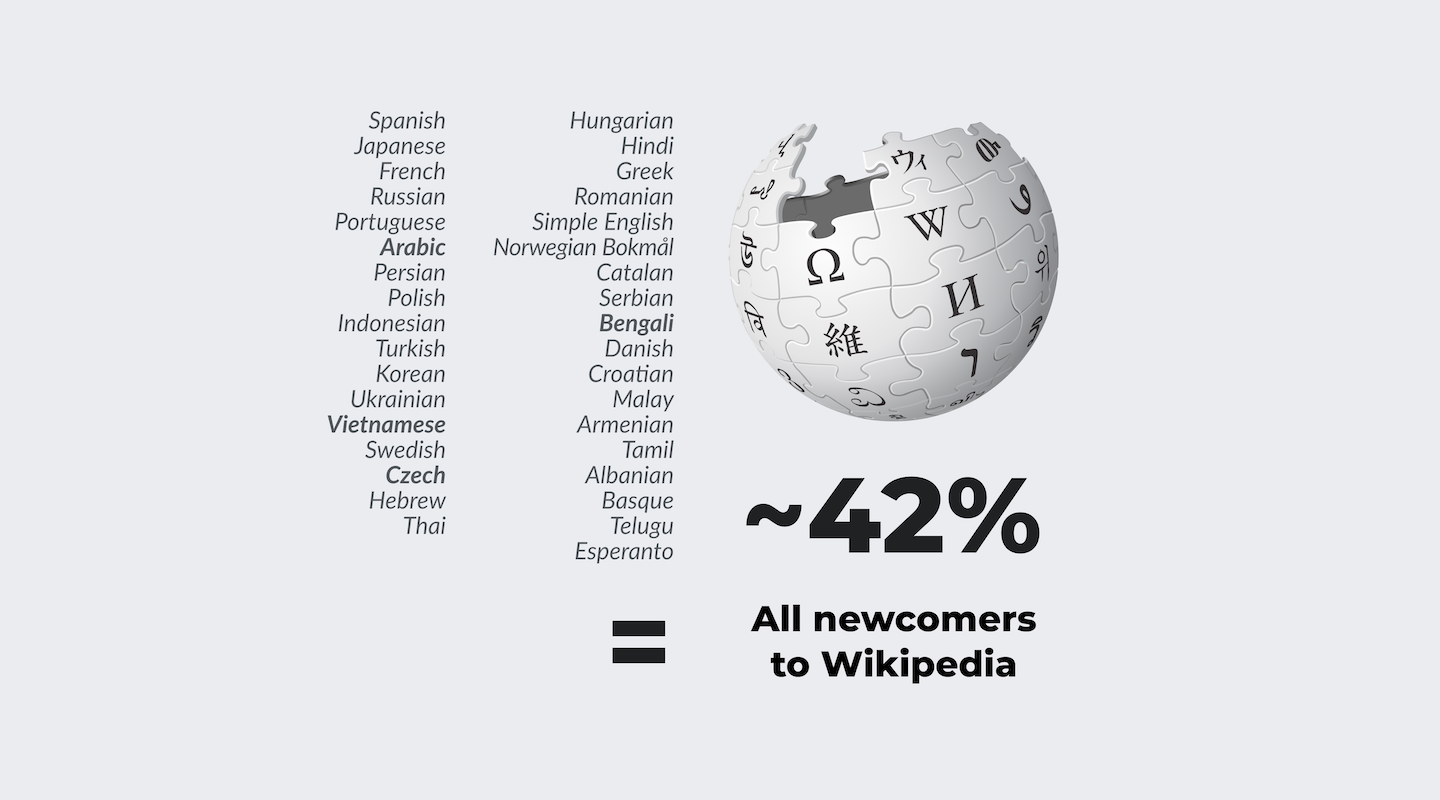 Spanish
Japanese
French
Russian
Portuguese
Arabic
Persian
Polish
Indonesian
Turkish
Korean
Ukrainian
Vietnamese
Swedish
Czech
Hebrew
Thai
Hungarian
Hindi
Greek
Romanian
Simple English
Norwegian Bokmål
Catalan
Serbian
Bengali
Danish
Croatian
Malay
Armenian
Tamil
Albanian
Basque
Telugu
Esperanto
ウィ
W
Ω
И
위
維
~42%
=
All newcomers
to Wikipedia